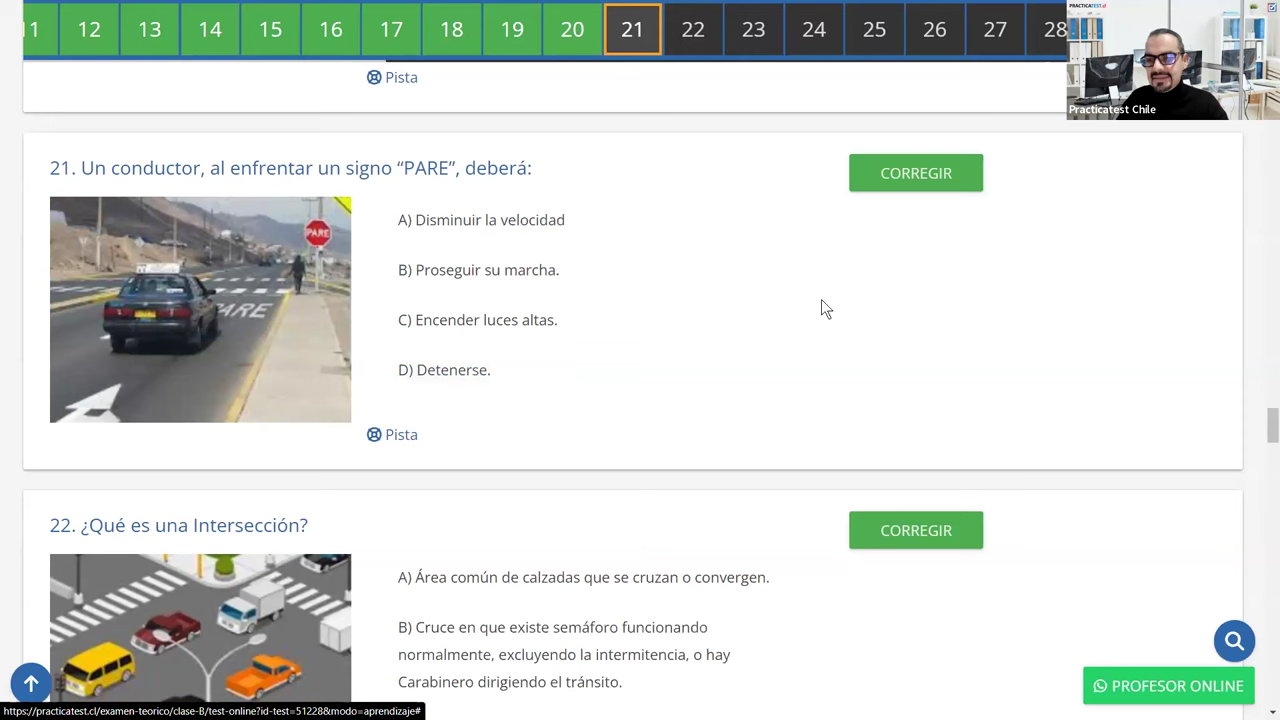 11 12 13 14 15 16 17 18 19 20 21 22 23 24 25 26 27 28
PRACTICATEST.cl
Practicatest Chile
Pista
21. Un conductor, al enfrentar un signo “PARE”, deberá:
CORREGIR
PARE
PARE
A) Disminuir la velocidad
B) Proseguir su marcha.
C) Encender luces altas.
D) Detenerse.
Pista
22. ¿Qué es una Intersección?
CORREGIR
A) Área común de calzadas que se cruzan o convergen.
B) Cruce en que existe semáforo funcionando
normalmente, excluyendo la intermitencia, o hay
Carabinero dirigiendo el tránsito.
PROFESOR ONLINE
https://practicatest.cl/examen-teorico/clase-B/test-online?id-test=51228&modo=aprendizaje#